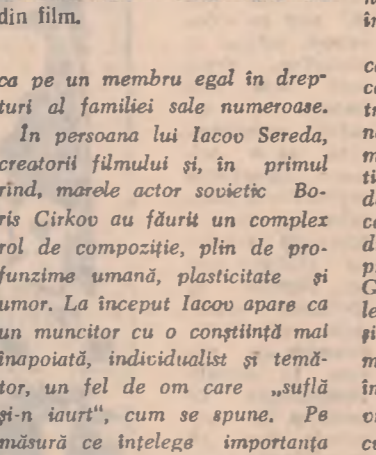 din film.
ca pe un membru egal în drep-
turi al familiei sale numeroase.
În persoana lui Iacov Sereda,
creatorii filmului și, în primul
rînd, marele actor sovietic Bo-
ris Cirkov au făurit un complex
rol de compoziție, plin de pro-
funzime umană, plasticitate și
umor. La început Iacov apare ca
un muncitor cu o conștiință mai
înapoiată, individualist și temă-
tor, un fel de om care „suflă
și-n iaurt“, cum se spune. Pe
măsură ce înțelege importanța